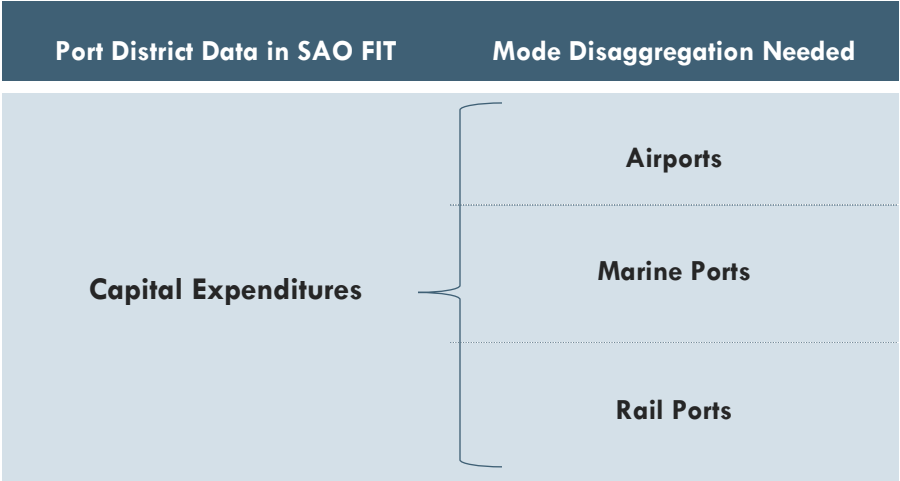 Port District Data in SAO FIT
Mode Disaggregation Needed
Airports
Capital Expenditures
Marine Ports
Rail Ports